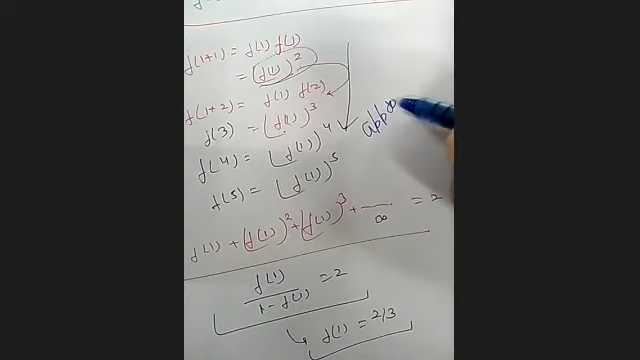 f(1+1) = f(1) f(1)
= (f(1))^2
f(1+2) = f(1) f(2)
f(3) = (f(1))^3
f(4) = (f(1))^4
f(5) = (f(1))^5
f(1) + (f(1))^2 + (f(1))^3 + ...... ∞ = 2
f(1) / 1 - f(1) = 2
f(1) = 2/3